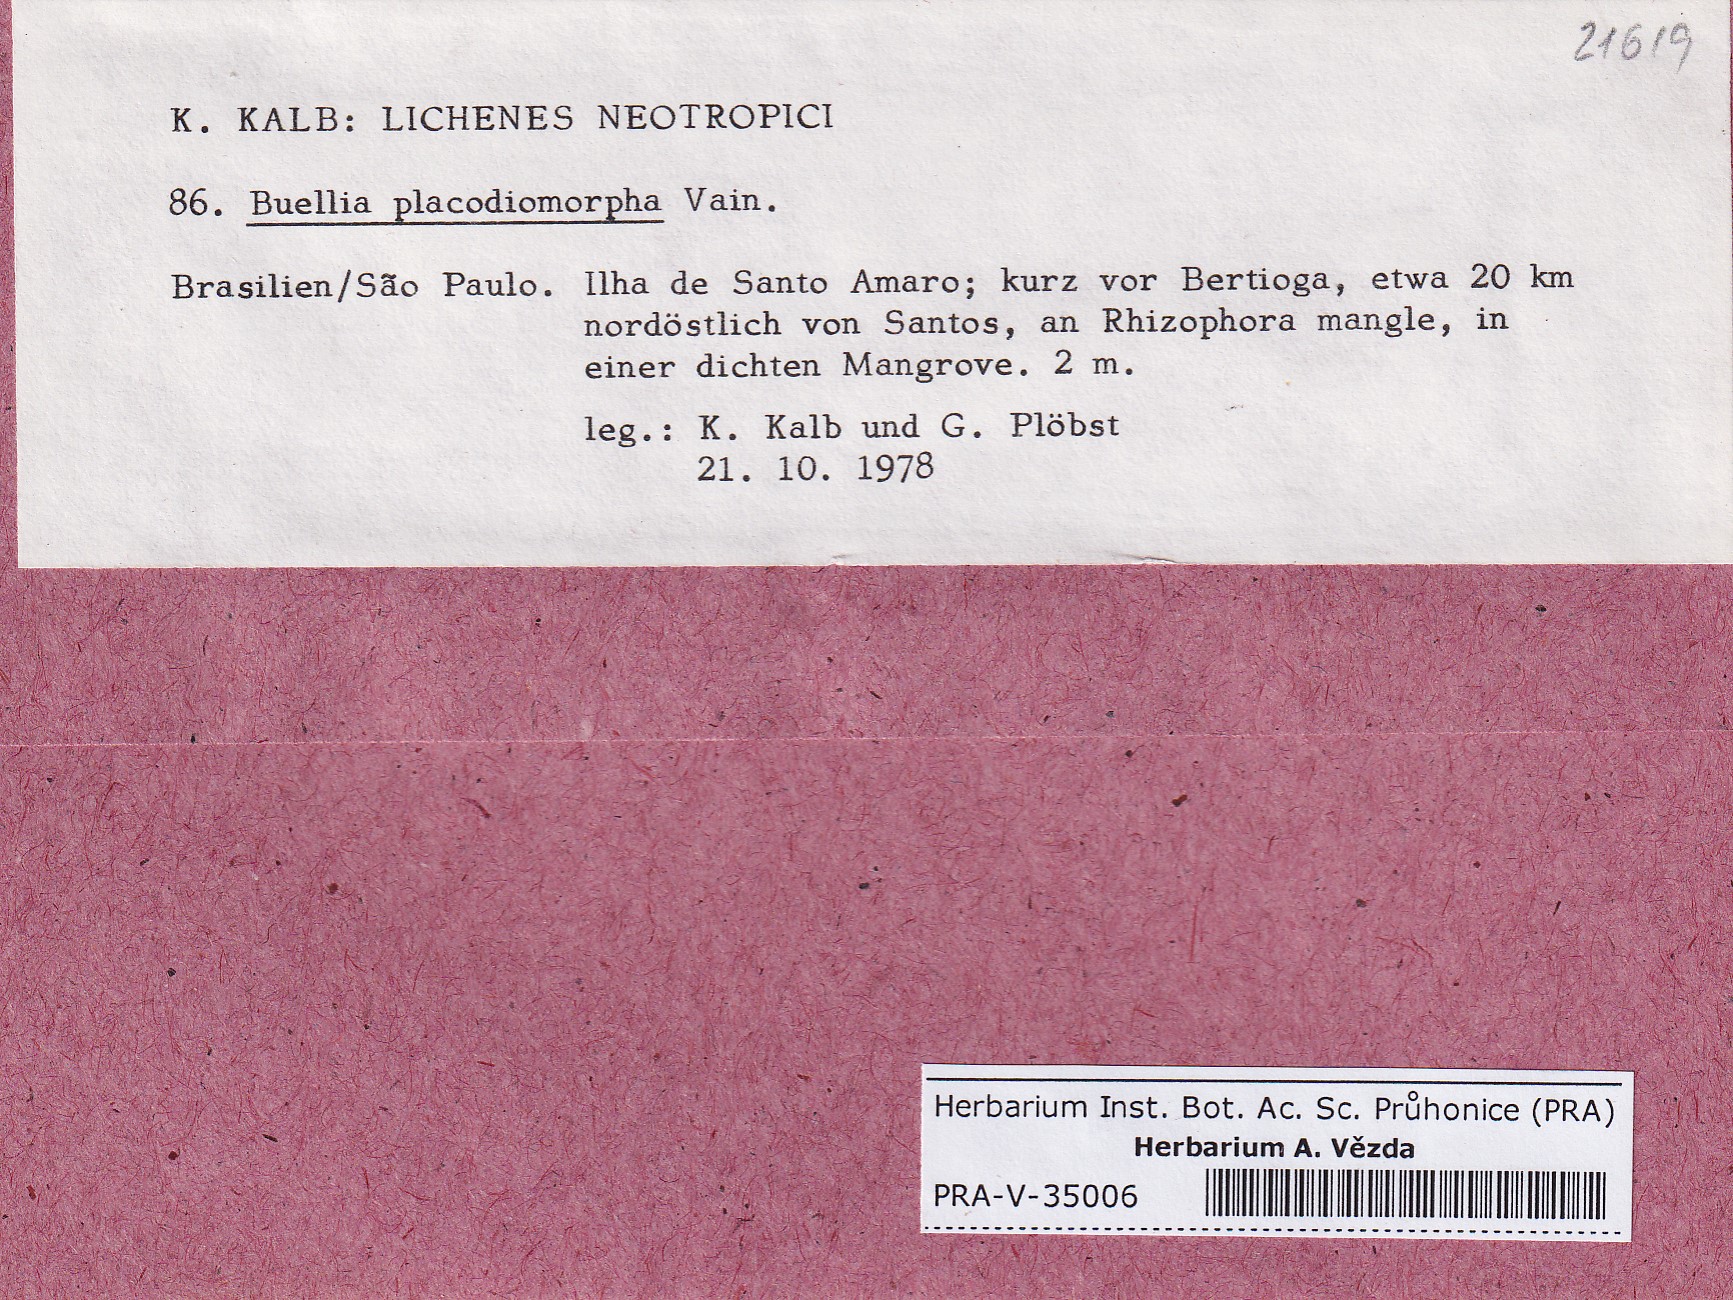 21619
K. KALB: LICHENES NEOTROPICI
86. Buellia placodiomorpha Vain.
Brasilien/São Paulo. Ilha de Santo Amaro; kurz vor Bertioga, etwa 20 km
nordöstlich von Santos, an Rhizophora mangle, in
einer dichten Mangrove. 2 m.
leg.: K. Kalb und G. Plöbst
21. 10. 1978
Herbarium Inst. Bot. Ac. Sc. Průhonice (PRA)
Herbarium A. Vězda
PRA-V-35006